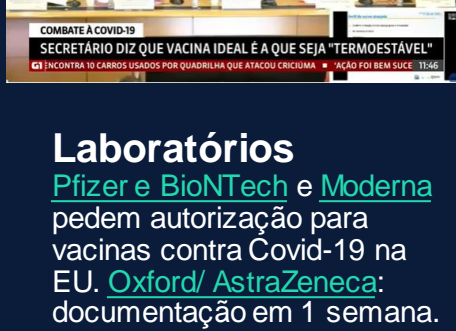 COMBATE À COVID-19
SECRETÁRIO DIZ QUE VACINA IDEAL É A QUE SEJA "TERMOESTÁVEL"
G1 ENCONTRA 10 CARROS USADOS POR QUADRILHA QUE ATACOU CRICIÚMA ■ 'AÇÃO FOI BEM SUCE 11:46
Laboratórios
Pfizer e BioNTech e Moderna
pedem autorização para
vacinas contra Covid-19 na
EU. Oxford/ AstraZeneca:
documentação em 1 semana.